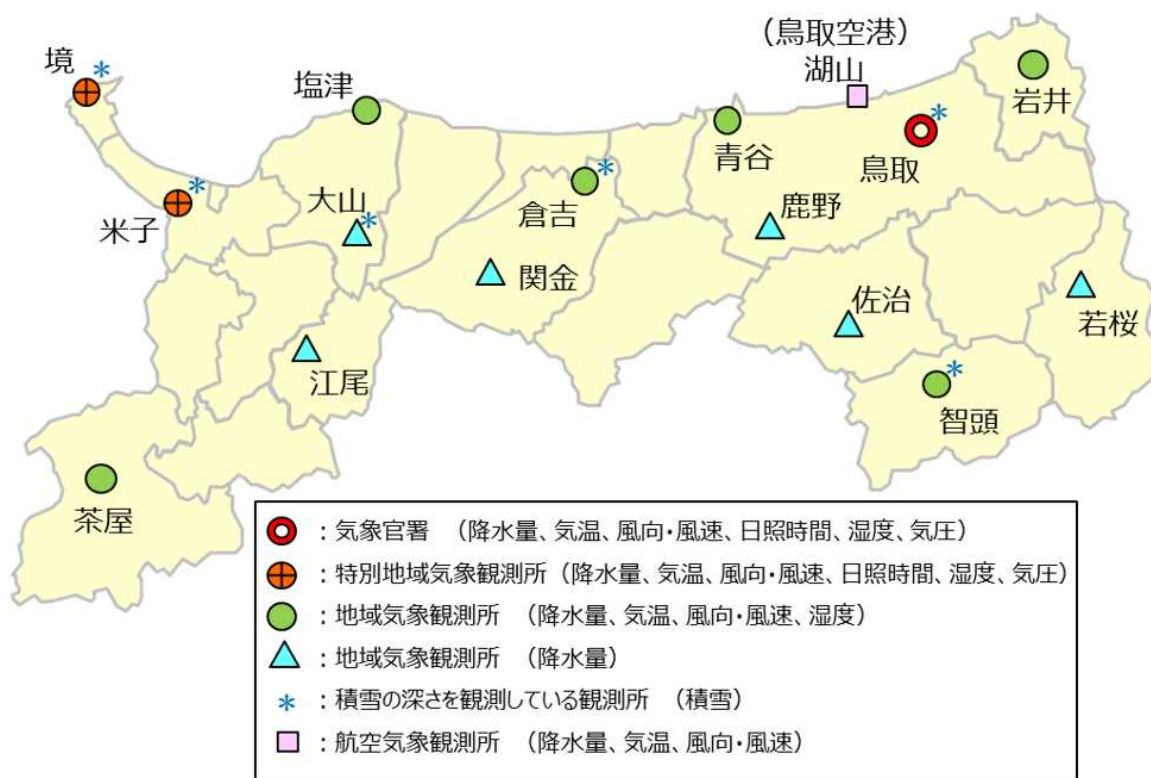 (鳥取空港)
湖山
境
塩津
岩井
青谷
鳥取
大山
倉吉
鹿野
米子
関金
佐治
若桜
江尾
智頭
茶屋
:気象官署 (降水量、気温、風向・風速、日照時間、湿度、気圧)
:特別地域気象観測所(降水量、気温、風向・風速、日照時間、湿度、気圧)
:地域気象観測所 (降水量、気温、風向・風速、湿度)
:地域気象観測所 (降水量)
* :積雪の深さを観測している観測所 (積雪)
:航空気象観測所 (降水量、気温、風向・風速)